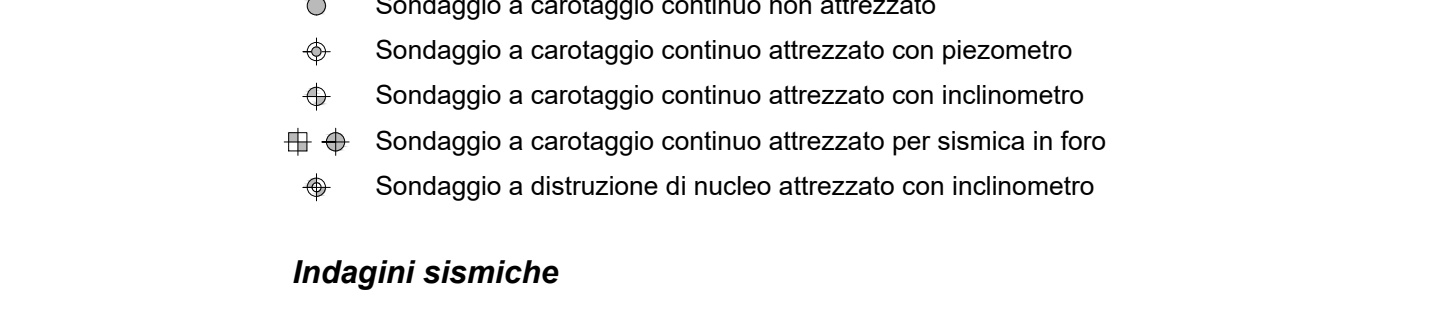 Sondaggio a carotaggio continuo non attrezzato
Sondaggio a carotaggio continuo attrezzato con piezometro
Sondaggio a carotaggio continuo attrezzato con inclinometro
Sondaggio a carotaggio continuo attrezzato per sismica in foro
Sondaggio a distruzione di nucleo attrezzato con inclinometro
Indagini sismiche